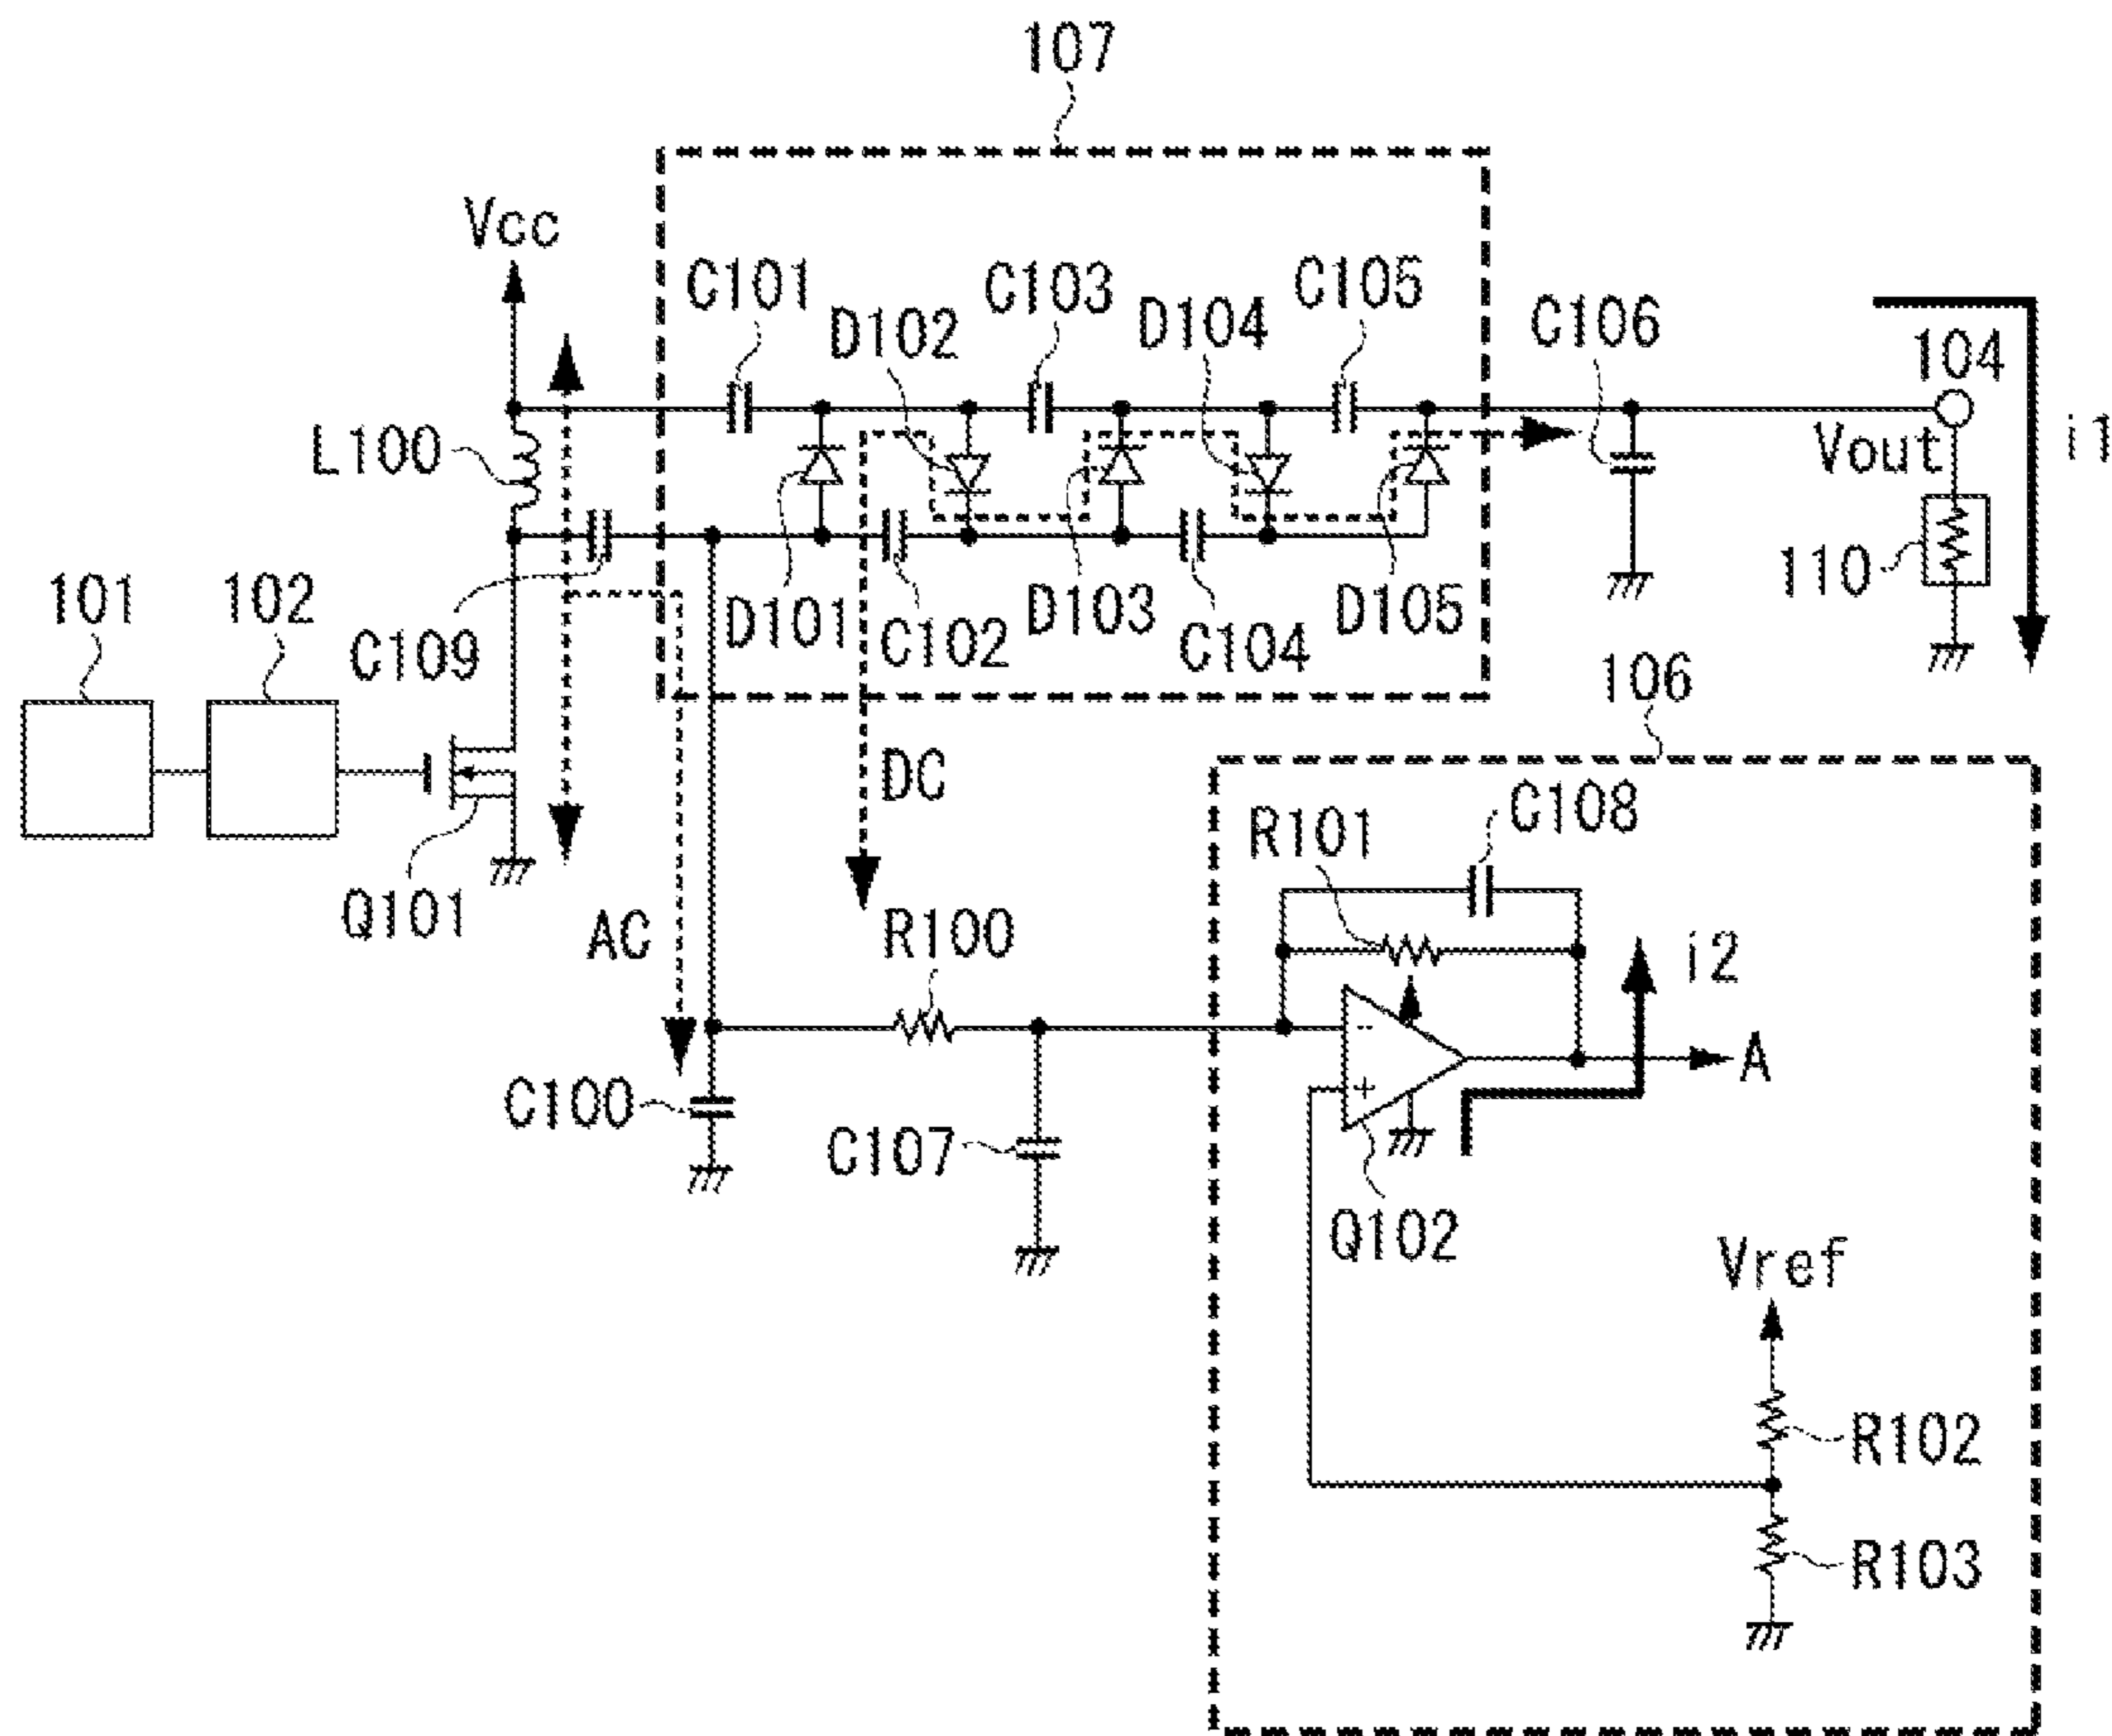 107
Vcc
C101
C103
C105
D102
D104
C106
104
L100
Vout
i1
110
101
102
C109
D101
C102
D103
C104
D105
106
DC
C108
R101
Q101
AC
R100
i2
A
C100
C107
Q102
-
+
Vref
R102
R103